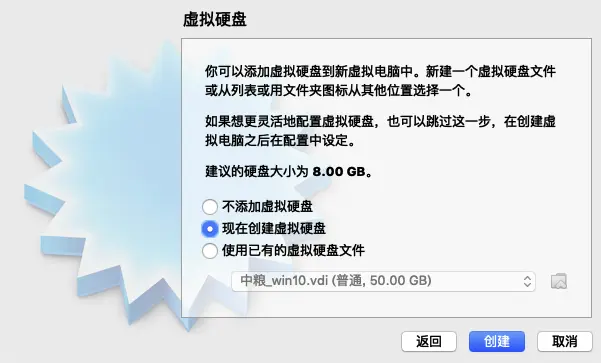 虚拟硬盘
你可以添加虚拟硬盘到新虚拟电脑中。新建一个虚拟硬盘文件
或从列表或用文件夹图标从其他位置选择一个。
如果想更灵活地配置虚拟硬盘，也可以跳过这一步，在创建虚
拟电脑之后在配置中设定。
建议的硬盘大小为 8.00 GB。
不添加虚拟硬盘
现在创建虚拟硬盘
使用已有的虚拟硬盘文件
中粮_win10.vdi (普通, 50.00 GB)
返回 创建 取消